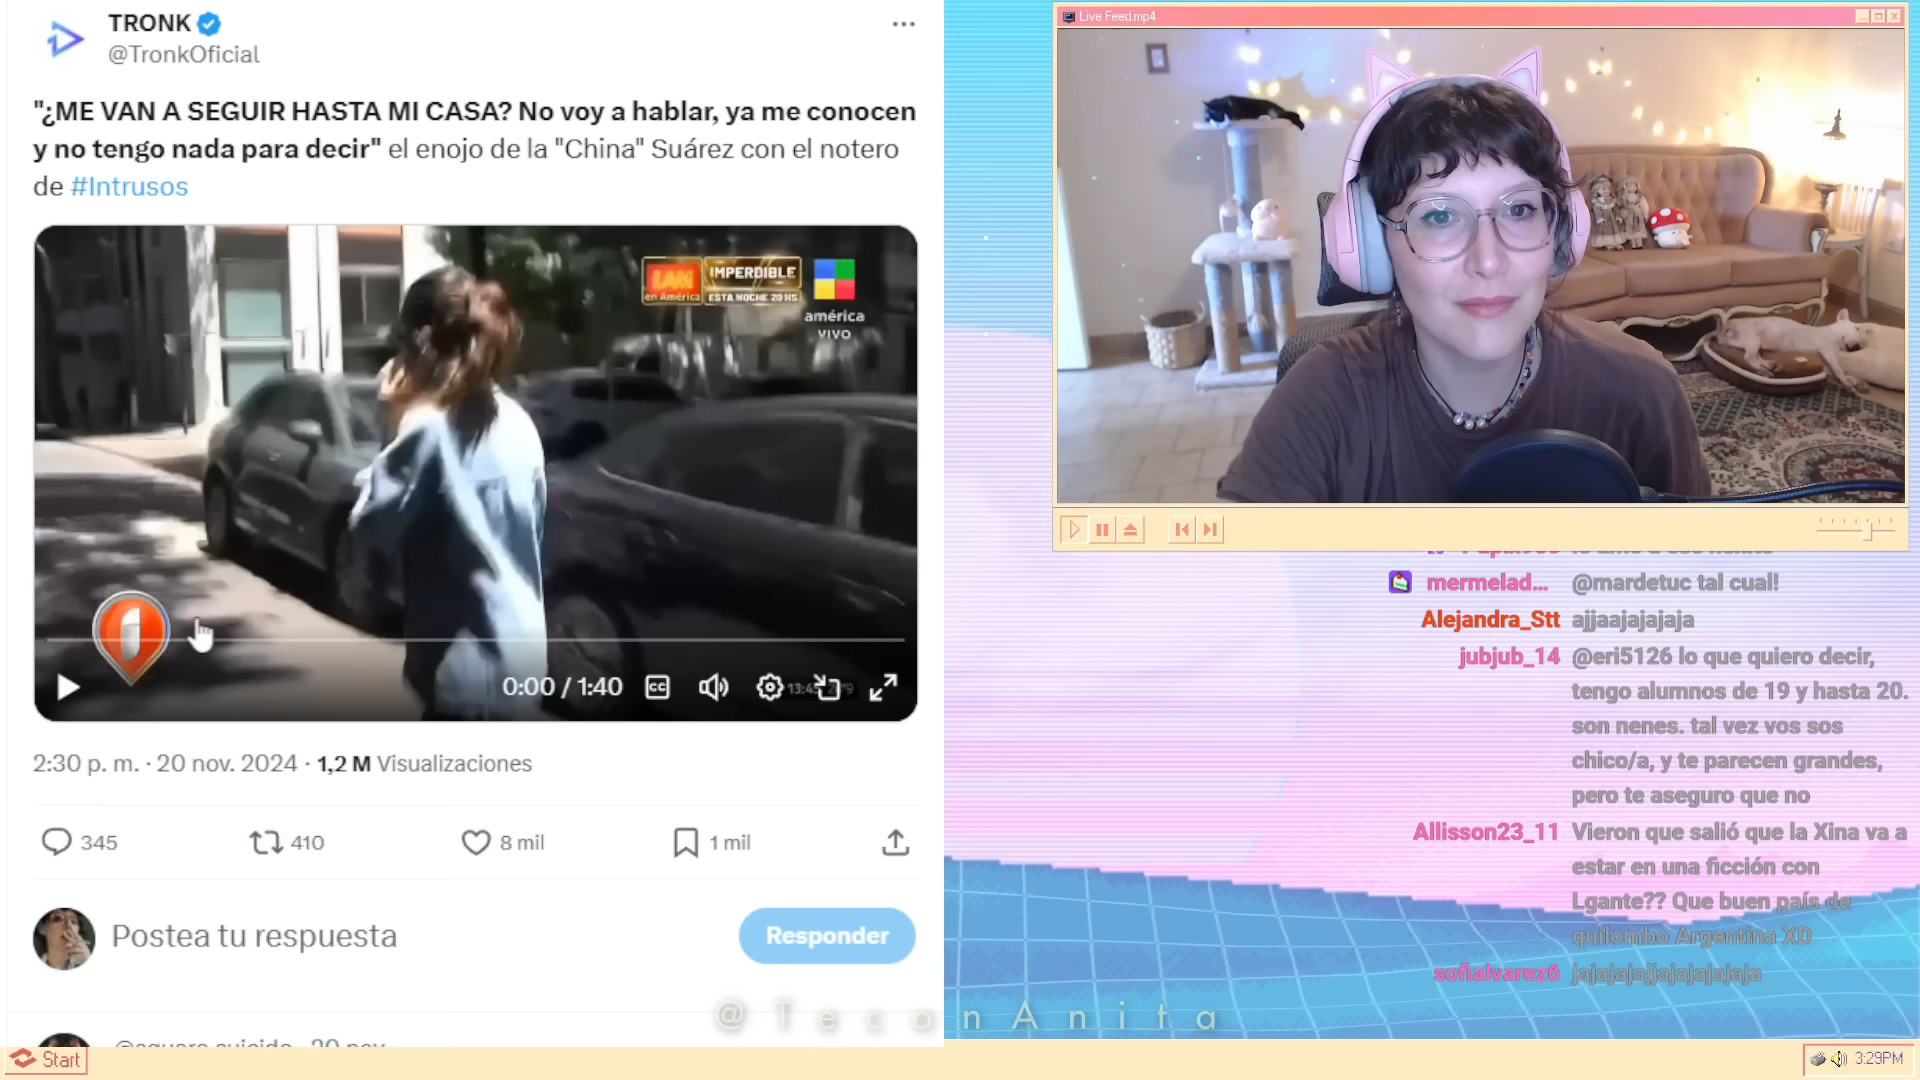 TRONK
@TronkOficial
"¿ME VAN A SEGUIR HASTA MI CASA? No voy a hablar, ya me conocen
y no tengo nada para decir" el enojo de la "China" Suárez con el notero
de #Intrusos
LAM
en América
IMPERDIBLE
ESTA NOCHE 20 HS
américa
VIVO
0:00 / 1:40
CC
2:30 p. m. · 20 nov. 2024 · 1,2 M Visualizaciones
345
410
8 mil
1 mil
Postea tu respuesta
Responder
@TeconAnita
Start
Live Feed.mp4
mermelad... @mardetuc tal cual!
Alejandra_Stt ajjaajajajaja
jubjub_14 @eri5126 lo que quiero decir,
tengo alumnos de 19 y hasta 20.
son nenes. tal vez vos sos
chico/a, y te parecen grandes,
pero te aseguro que no
Allisson23_11 Vieron que salió que la Xina va a
estar en una ficción con
Lgante?? Que buen país de
quilombo Argentina XD
sofialvarez6 jajajajajjajajajajaja
3:29PM